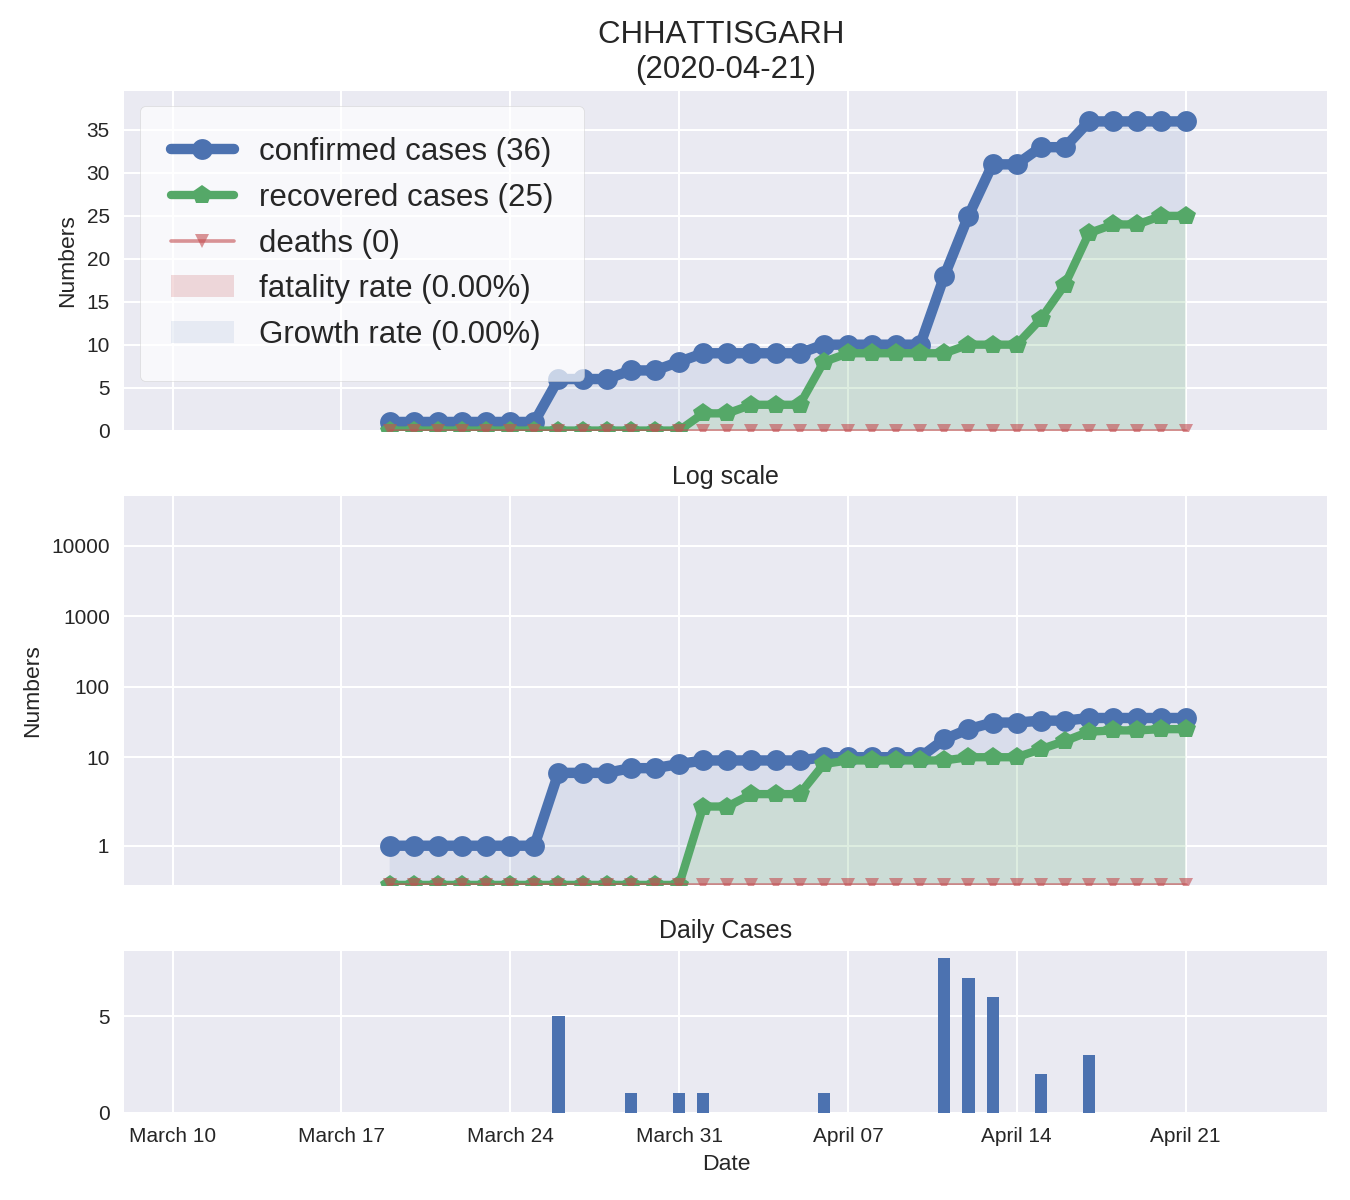 CHHATTISGARH
(2020-04-21)
Numbers
35
30
25
20
15
10
5
0
confirmed cases (36)
recovered cases (25)
deaths (0)
fatality rate (0.00%)
Growth rate (0.00%)
Log scale
Numbers
10000
1000
100
10
1
Daily Cases
5
0
March 10 March 17 March 24 March 31 April 07 April 14 April 21
Date